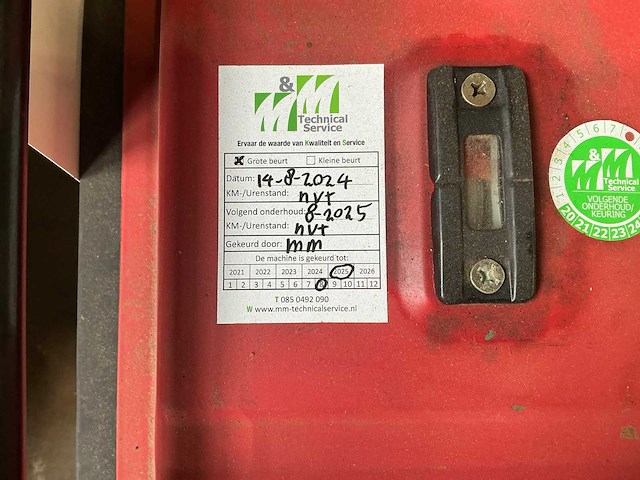 M&M
Technical
Service
Ervaar de waarde van Kwaliteit en Service
Grote beurt Kleine beurt
Datum: 14-8-2024
KM-/Urenstand: nvt
Volgend onderhoud: 8-2025
KM-/Urenstand: nvt
Gekeurd door: mm
De machine is gekeurd tot:
2021 2022 2023 2024 2025 2026
1 2 3 4 5 6 7 8 9 10 11 12
T 085 0492 090
W www.mm-technicalservice.nl
1 2 3 4 5 6 7
M&M
Technical
Service
VOLGENDE
ONDERHOUD/
KEURING
20 21 22 23 24